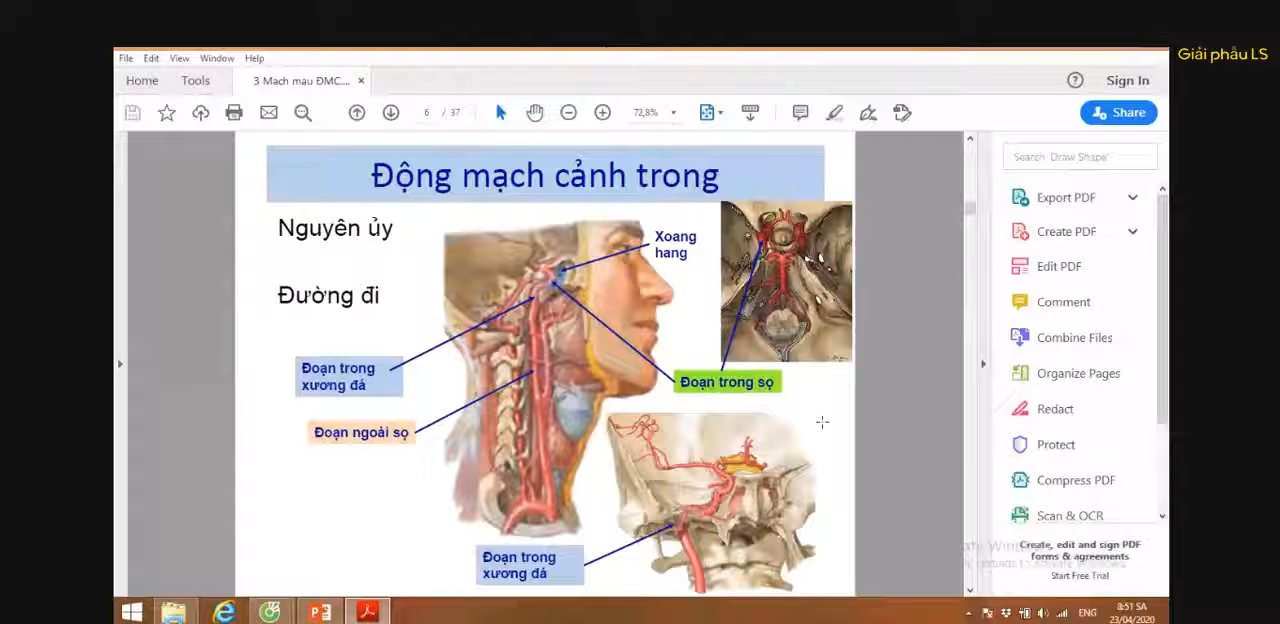 Giải phẫu LS
File Edit View Window Help
Home Tools 3 Mach mau ĐMC.... × Sign In
6 / 37 72,8% Share
Động mạch cảnh trong
Nguyên ủy
Đường đi
Xoang
hang
Đoạn trong
xương đá
Đoạn ngoài sọ
Đoạn trong sọ
Đoạn trong
xương đá
Search 'Draw Shape'
Export PDF
Create PDF
Edit PDF
Comment
Combine Files
Organize Pages
Redact
Protect
Compress PDF
Scan & OCR
Create, edit and sign PDF
forms & agreements
Start Free Trial
ENG
8:51 SA
23/04/2020